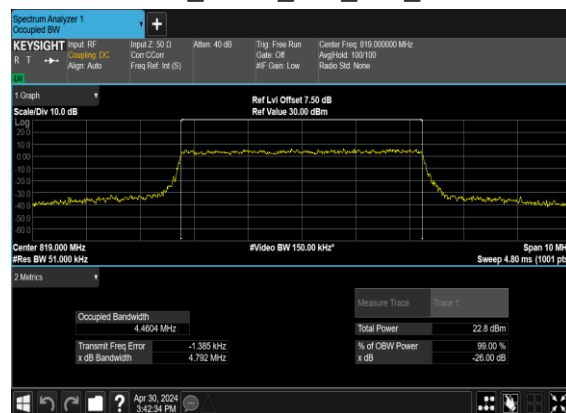 Spectrum Analyzer 1
Occupied BW
KEYSIGHT
R T
LXI
Input: RF
Coupling: DC
Align: Auto
Input Z: 50 Ω
Corr CCorr
Freq Ref: Int (S)
Atten: 40 dB
Trig: Free Run
Gate: Off
#IF Gain: Low
Center Freq: 819.000000 MHz
Avg|Hold: 100/100
Radio Std: None
1 Graph
Scale/Div 10.0 dB
Ref Lvl Offset 7.50 dB
Ref Value 30.00 dBm
Log
20.0
10.0
0.00
-10.0
-20.0
-30.0
-40.0
-50.0
-60.0
Center 819.000 MHz
#Res BW 51.000 kHz
#Video BW 150.00 kHz*
Span 10 MH
Sweep 4.80 ms (1001 pts
2 Metrics
Occupied Bandwidth
4.4604 MHz
Transmit Freq Error -1.385 kHz
x dB Bandwidth 4.792 MHz
Measure Trace Trace 1
Total Power 22.8 dBm
% of OBW Power 99.00 %
x dB -26.00 dB
Apr 30, 2024
3:42:34 PM